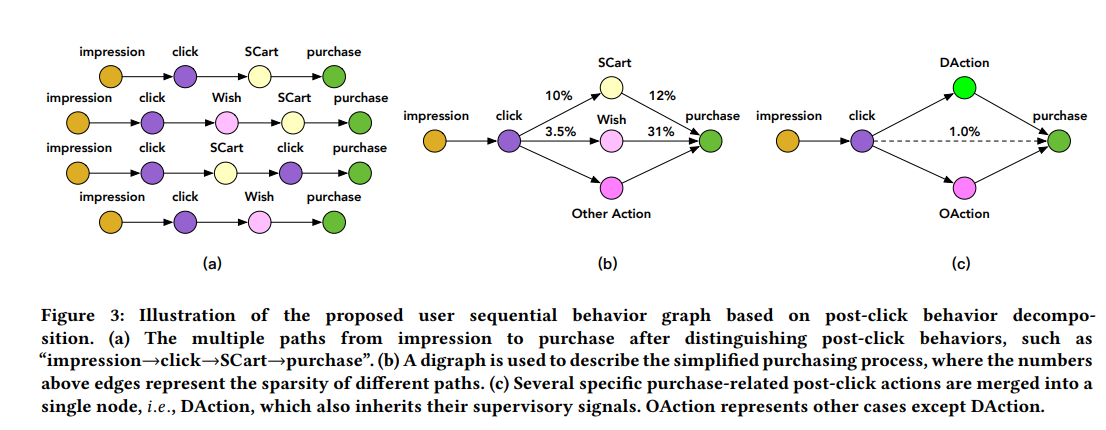 impression click SCart purchase
impression click Wish SCart purchase
impression click SCart click purchase
impression click Wish purchase
(a)
SCart
10% 12%
impression click Wish purchase
3.5% 31%
Other Action
(b)
DAction
impression click purchase
1.0%
OAction
(c)
Figure 3: Illustration of the proposed user sequential behavior graph based on post-click behavior decompo-
sition. (a) The multiple paths from impression to purchase after distinguishing post-click behaviors, such as
“impression→click→SCart→purchase”. (b) A digraph is used to describe the simplified purchasing process, where the numbers
above edges represent the sparsity of different paths. (c) Several specific purchase-related post-click actions are merged into a
single node, i.e., DAction, which also inherits their supervisory signals. OAction represents other cases except DAction.